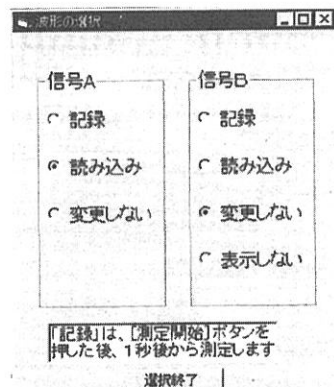 波形の選択
信号A
記録
読み込み
変更しない
信号B
記録
読み込み
変更しない
表示しない
「記録」は、[測定開始]ボタンを
押した後、1秒後から測定します
選択終了